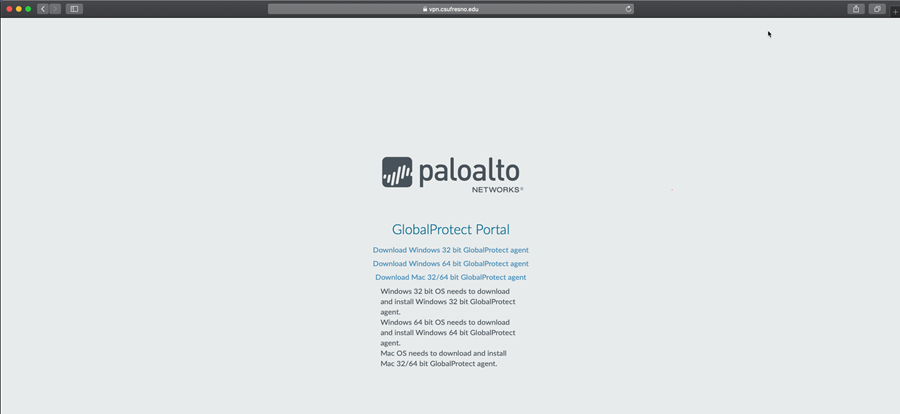 vpn.csufresno.edu
paloalto
NETWORKS®
GlobalProtect Portal
Download Windows 32 bit GlobalProtect agent
Download Windows 64 bit GlobalProtect agent
Download Mac 32/64 bit GlobalProtect agent
Windows 32 bit OS needs to download
and install Windows 32 bit GlobalProtect
agent.
Windows 64 bit OS needs to download
and install Windows 64 bit GlobalProtect
agent.
Mac OS needs to download and install
Mac 32/64 bit GlobalProtect agent.